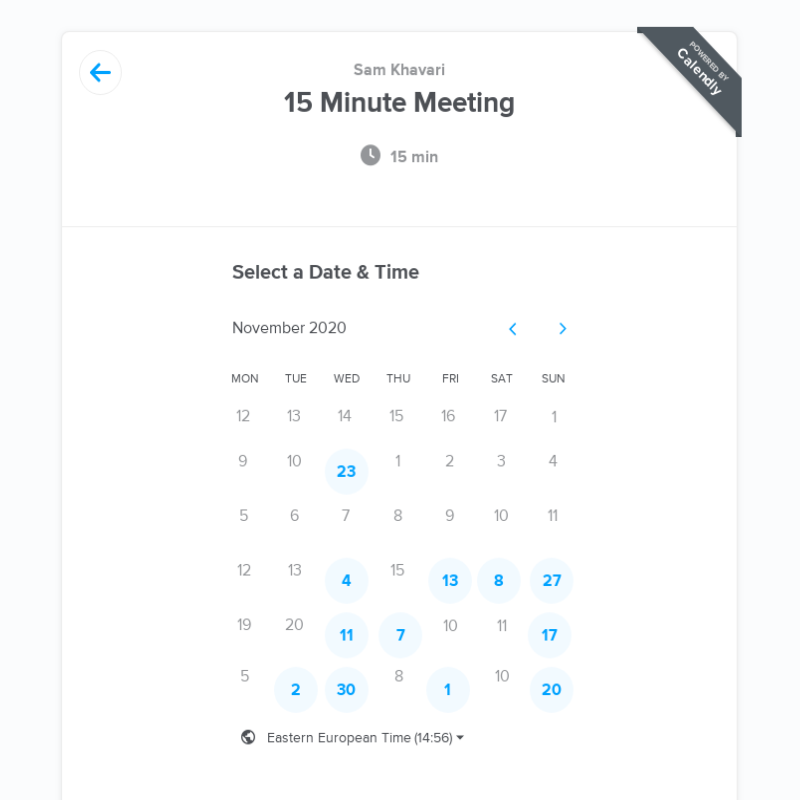 POWERED BY
Calendly
Sam Khavari
15 Minute Meeting
15 min
Select a Date & Time
November 2020
MON TUE WED THU FRI SAT SUN
12 13 14 15 16 17 1
9 10 23 1 2 3 4
5 6 7 8 9 10 11
12 13 4 15 13 8 27
19 20 11 7 10 11 17
5 2 30 8 1 10 20
Eastern European Time (14:56)